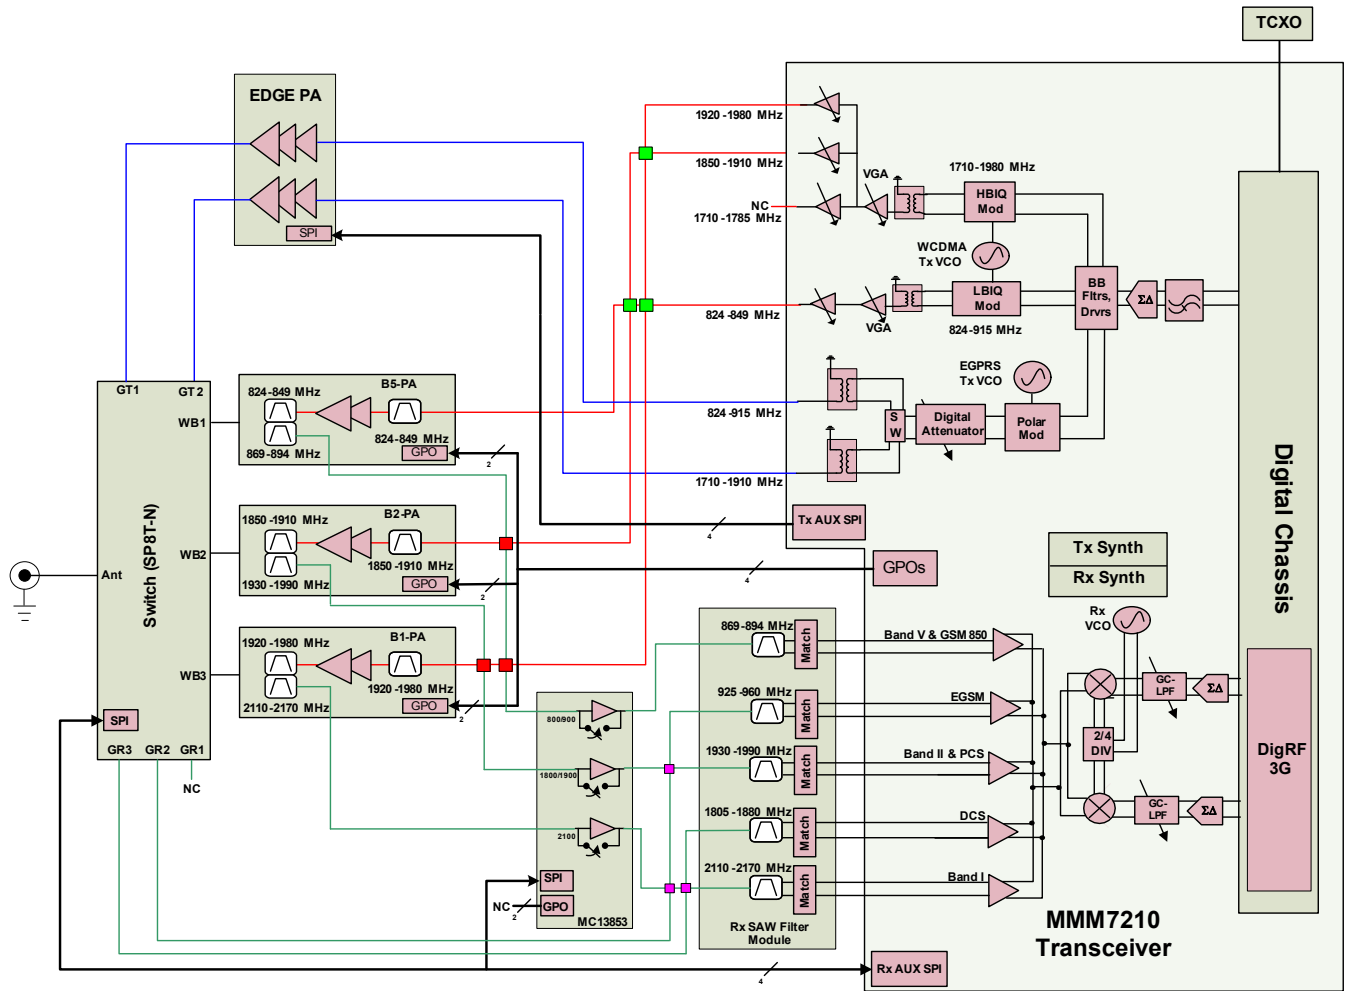 TCXO
EDGE PA
SPI
1920-1980 MHz
1850-1910 MHz
NC
1710-1785 MHz
VGA
1710-1980 MHz
HBIQ
Mod
WCDMA
Tx VCO
LBIQ
Mod
824-915 MHz
824-849 MHz
VGA
BB
Fltrs,
Drvrs
ΣΔ
EGPRS
Tx VCO
824-915 MHz
S
W
Digital
Attenuator
Polar
Mod
1710-1910 MHz
Tx AUX SPI
4
GPOs
4
Tx Synth
Rx Synth
Digital Chassis
DigRF
3G
GT1
GT2
WB1
WB2
WB3
Ant
Switch (SP8T-N)
SPI
GR3
GR2
GR1
NC
824-849 MHz
B5-PA
824-849 MHz
869-894 MHz
GPO
2
1850-1910 MHz
B2-PA
1850-1910 MHz
1930-1990 MHz
GPO
2
1920-1980 MHz
B1-PA
1920-1980 MHz
2110-2170 MHz
GPO
2
800/900
1800/1900
2100
SPI
NC
2
GPO
MC13853
869-894 MHz
Match
925-960 MHz
Match
1930-1990 MHz
Match
1805-1880 MHz
Match
2110-2170 MHz
Match
Rx SAW Filter
Module
Band V & GSM850
EGSM
Band II & PCS
DCS
Band I
Rx
VCO
2/4
DIV
GC-
LPF
ΣΔ
GC-
LPF
ΣΔ
MMM7210
Transceiver
Rx AUX SPI
4